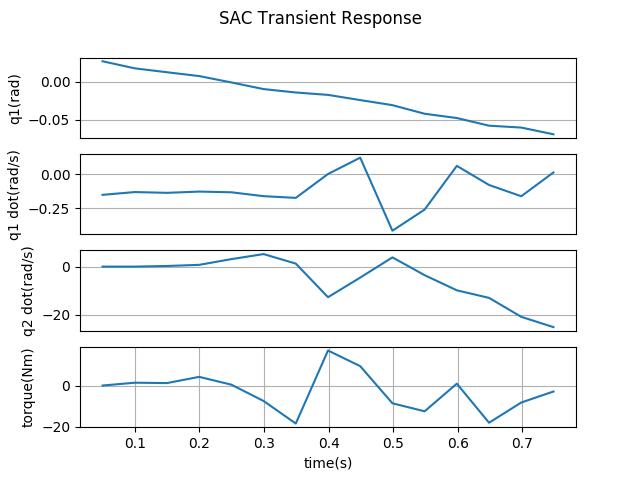 SAC Transient Response
q1(rad)
0.00
−0.05
q1 dot(rad/s)
0.00
−0.25
q2 dot(rad/s)
0
−20
torque(Nm)
0
−20
0.1 0.2 0.3 0.4 0.5 0.6 0.7
time(s)